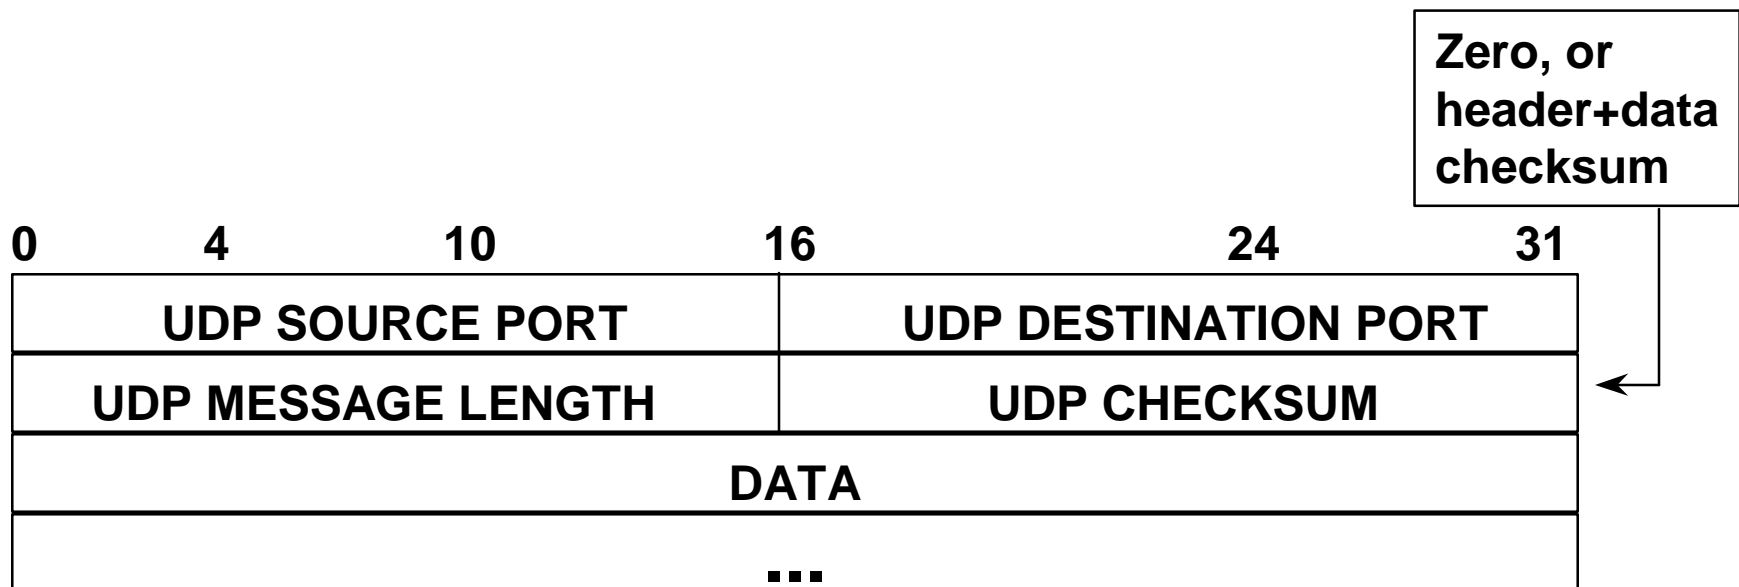 Zero, or
header+data
checksum
0 4 10 16 24 31
UDP SOURCE PORT UDP DESTINATION PORT
UDP MESSAGE LENGTH UDP CHECKSUM
DATA
...